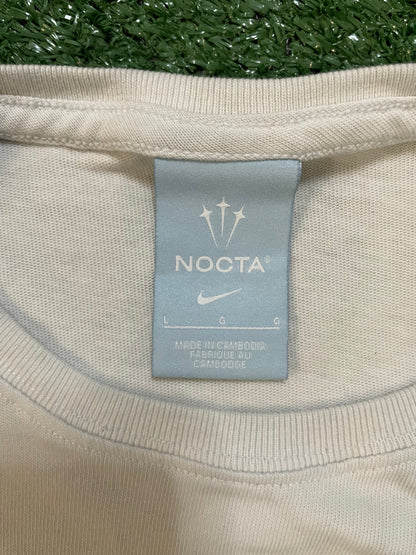 NOCTA®
L G G
MADE IN CAMBODIA
FABRIQUE AU
CAMBODGE